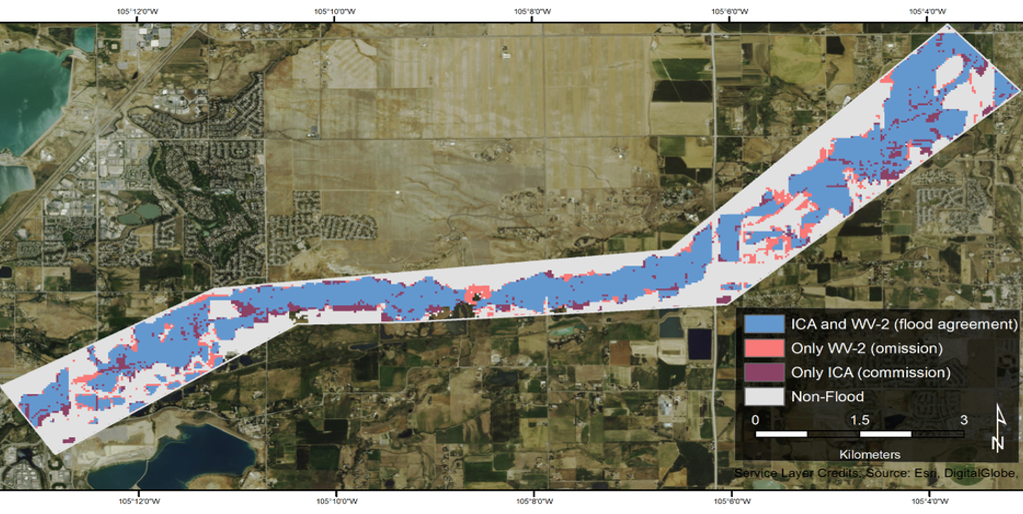 105°12'0"W 105°10'0"W 105°8'0"W 105°6'0"W 105°4'0"W
ICA and WV-2 (flood agreement)
Only WV-2 (omission)
Only ICA (commission)
Non-Flood
0 1.5 3
Kilometers
N
Service Layer Credits: Source: Esri, DigitalGlobe,
105°12'0"W 105°10'0"W 105°8'0"W 105°6'0"W 105°4'0"W